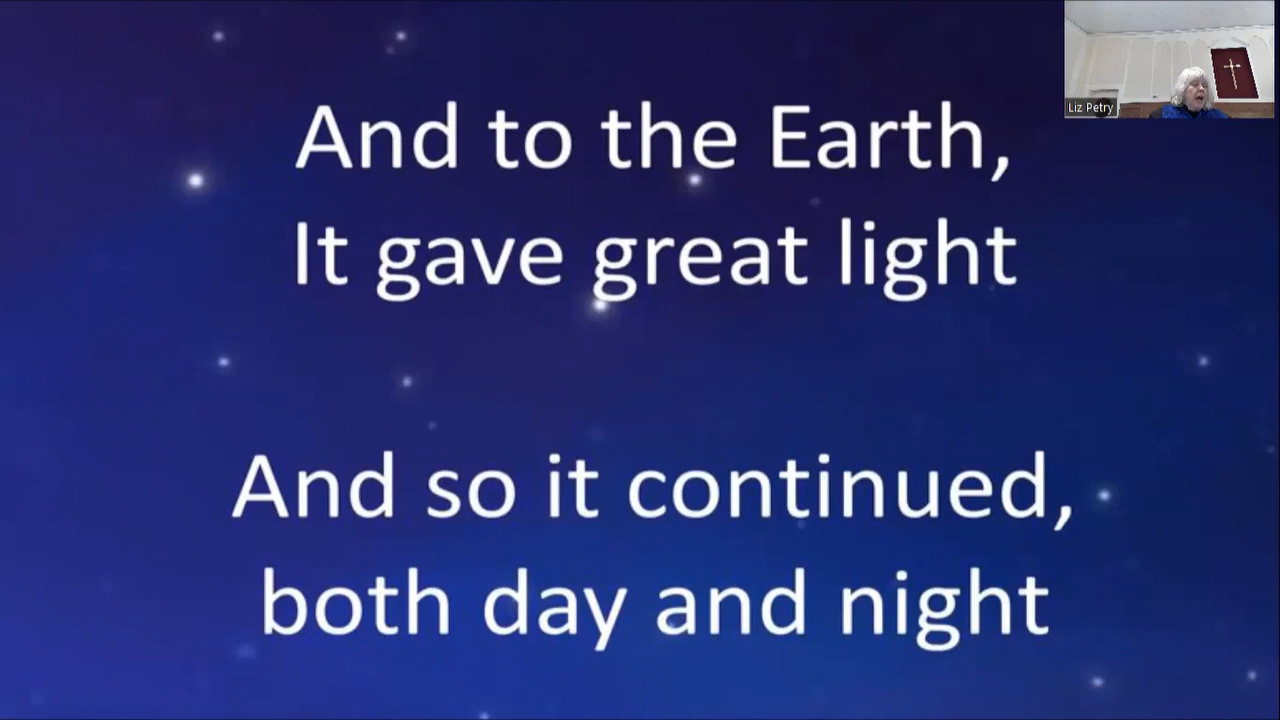 Liz Petry
And to the Earth,
It gave great light
And so it continued,
both day and night